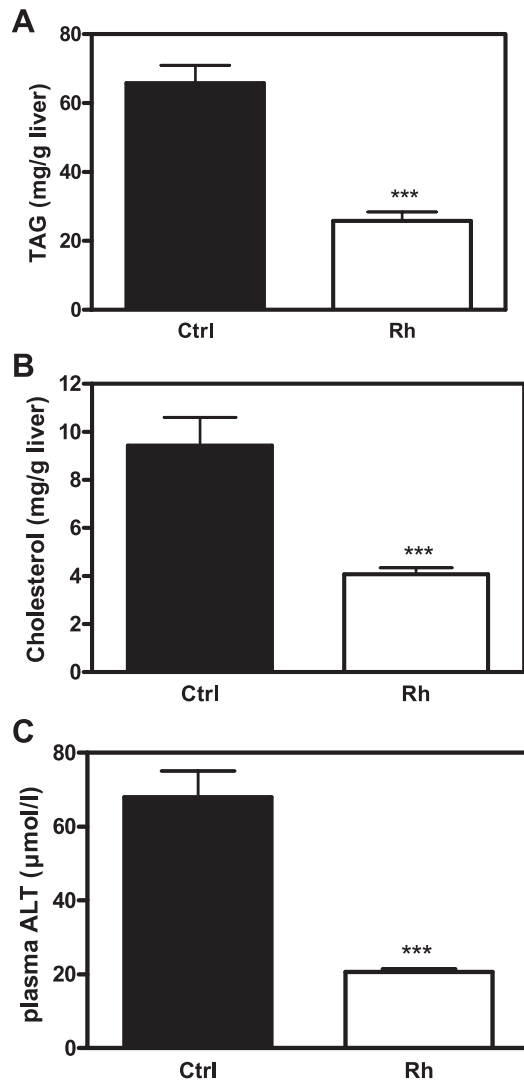 A
80
60
40
20
0
TAG (mg/g liver)
***
Ctrl Rh
B
12
10
8
6
4
2
0
Cholesterol (mg/g liver)
***
Ctrl Rh
C
80
60
40
20
0
plasma ALT (µmol/l)
***
Ctrl Rh